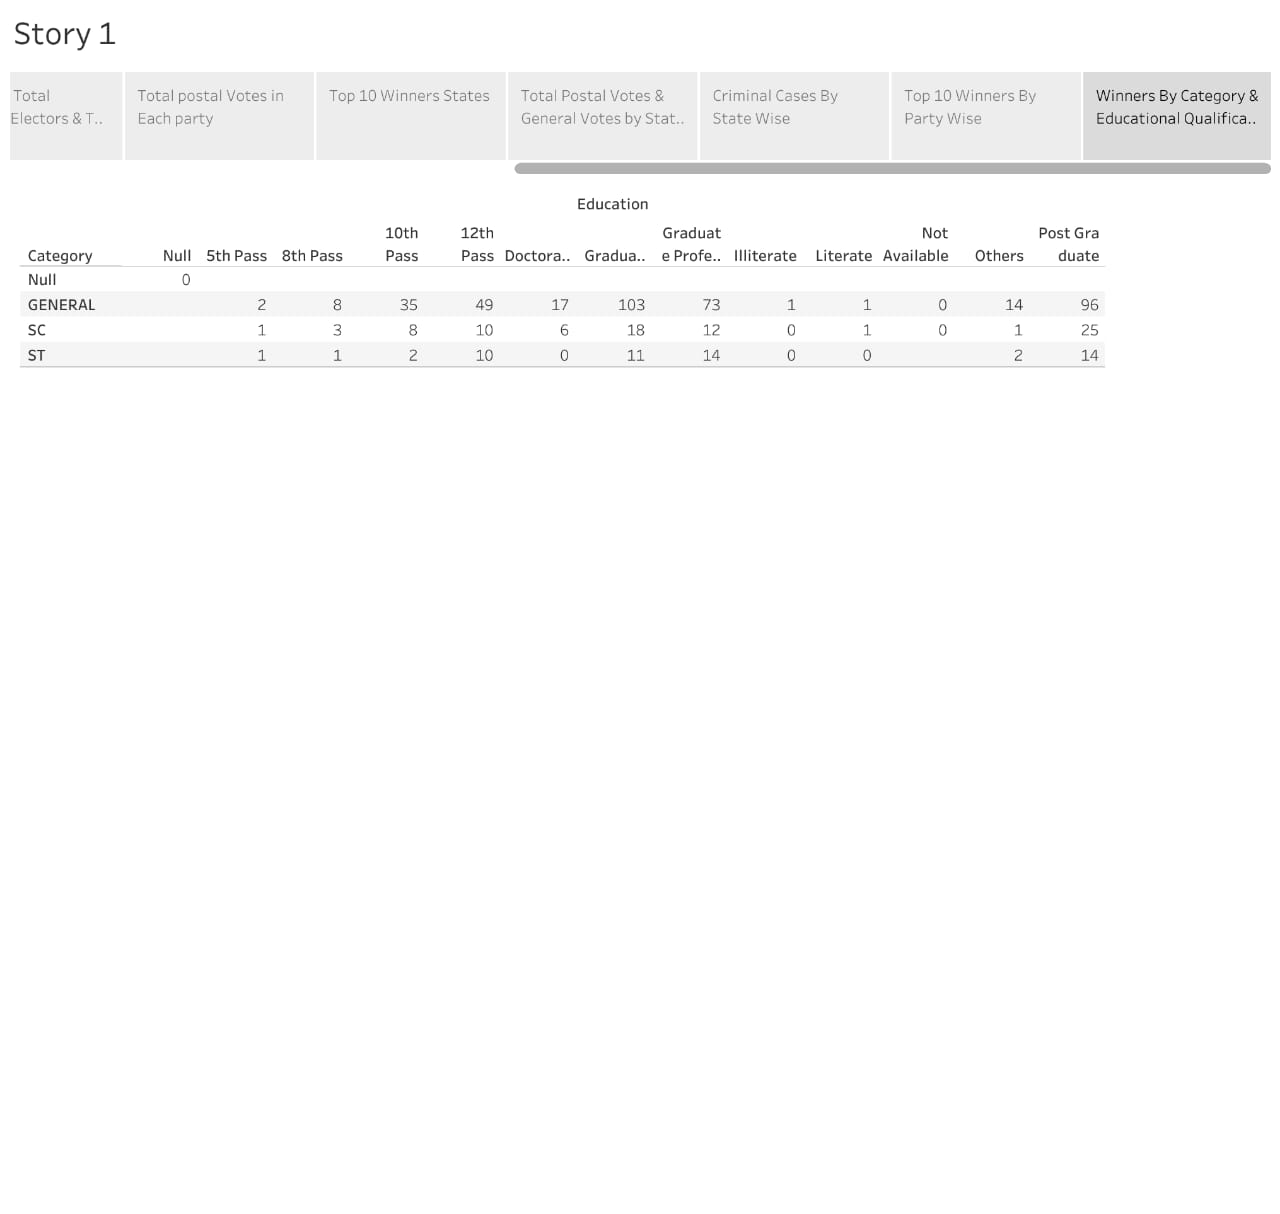 Story 1
Total Electors & T..
Total postal Votes in Each party
Top 10 Winners States
Total Postal Votes & General Votes by Stat..
Criminal Cases By State Wise
Top 10 Winners By Party Wise
Winners By Category & Educational Qualifica..
Education
Category Null 5th Pass 8th Pass 10th Pass 12th Pass Doctora.. Gradua.. Graduat e Profe.. Illiterate Literate Not Available Others Post Gra duate
Null 0
GENERAL 2 8 35 49 17 103 73 1 1 0 14 96
SC 1 3 8 10 6 18 12 0 1 0 1 25
ST 1 1 2 10 0 11 14 0 0 2 14